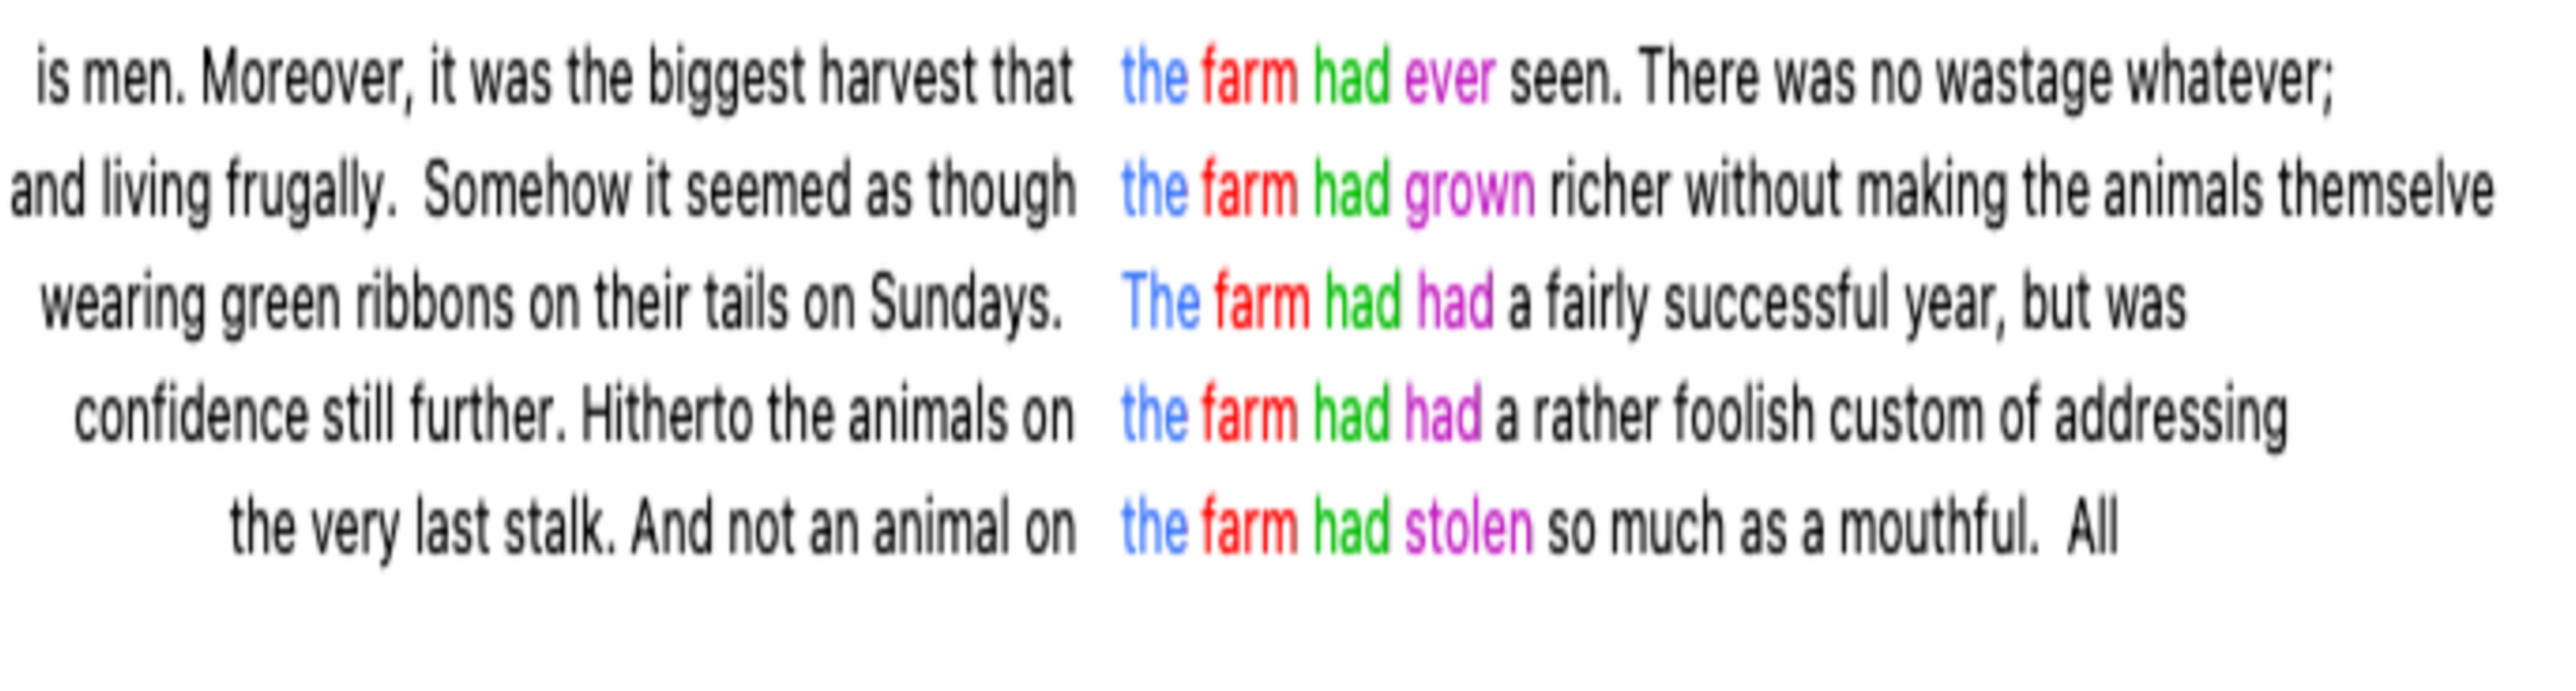 is men. Moreover, it was the biggest harvest that the farm had ever seen. There was no wastage whatever;
and living frugally.  Somehow it seemed as though the farm had grown richer without making the animals themselve
wearing green ribbons on their tails on Sundays. The farm had had a fairly successful year, but was
confidence still further. Hitherto the animals on the farm had had a rather foolish custom of addressing
the very last stalk. And not an animal on the farm had stolen so much as a mouthful.  All